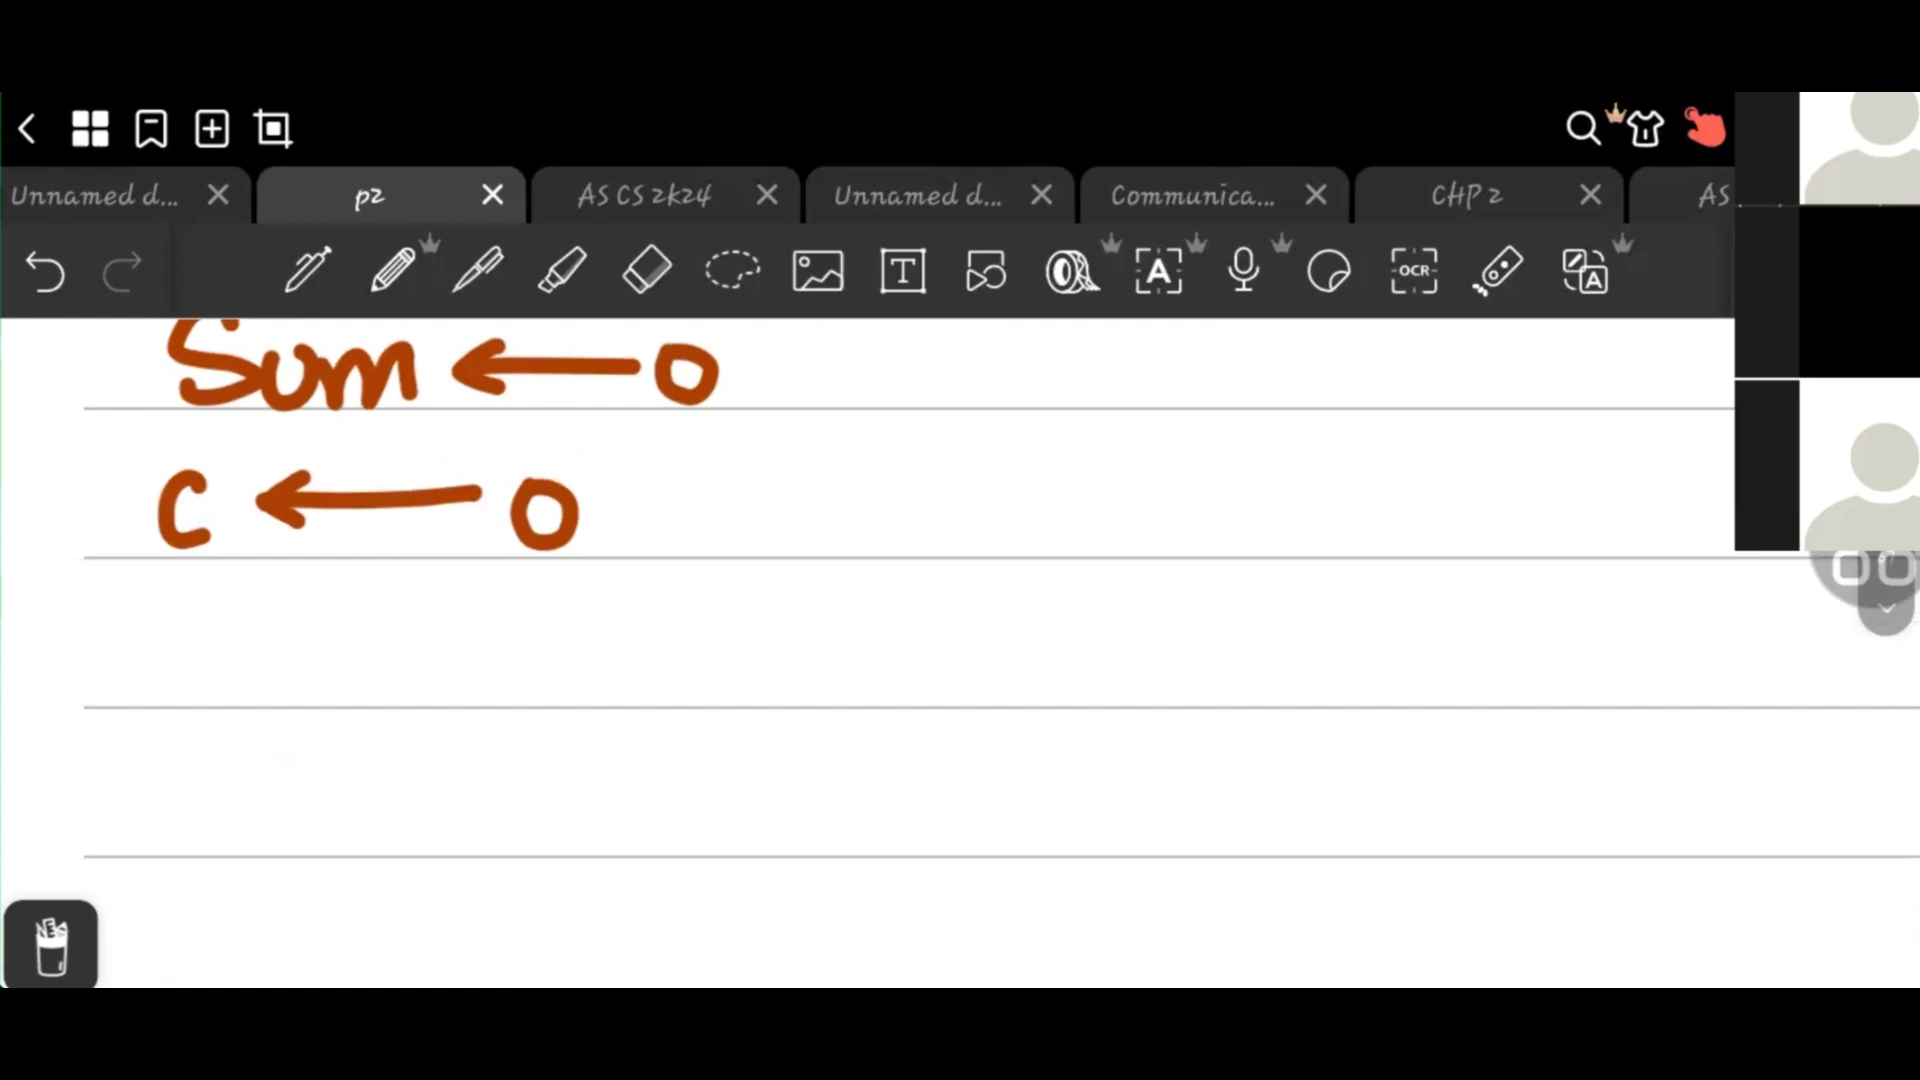 Unnamed d... p2 AS CS 2k24 Unnamed d... Communica... CHP 2 AS
T A OCR A
Sum ← 0
C ← 0